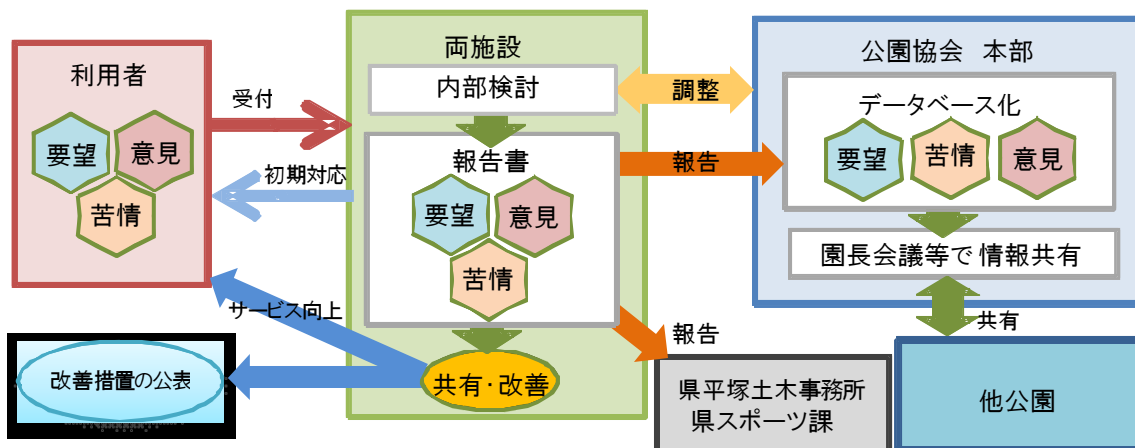 利用者
要望
意見
苦情
受付
初期対応
サービス向上
改善措置の公表
両施設
内部検討
報告書
要望
意見
苦情
共有・改善
調整
報告
報告
県平塚土木事務所
県スポーツ課
公園協会 本部
データベース化
要望
苦情
意見
園長会議等で情報共有
共有
他公園